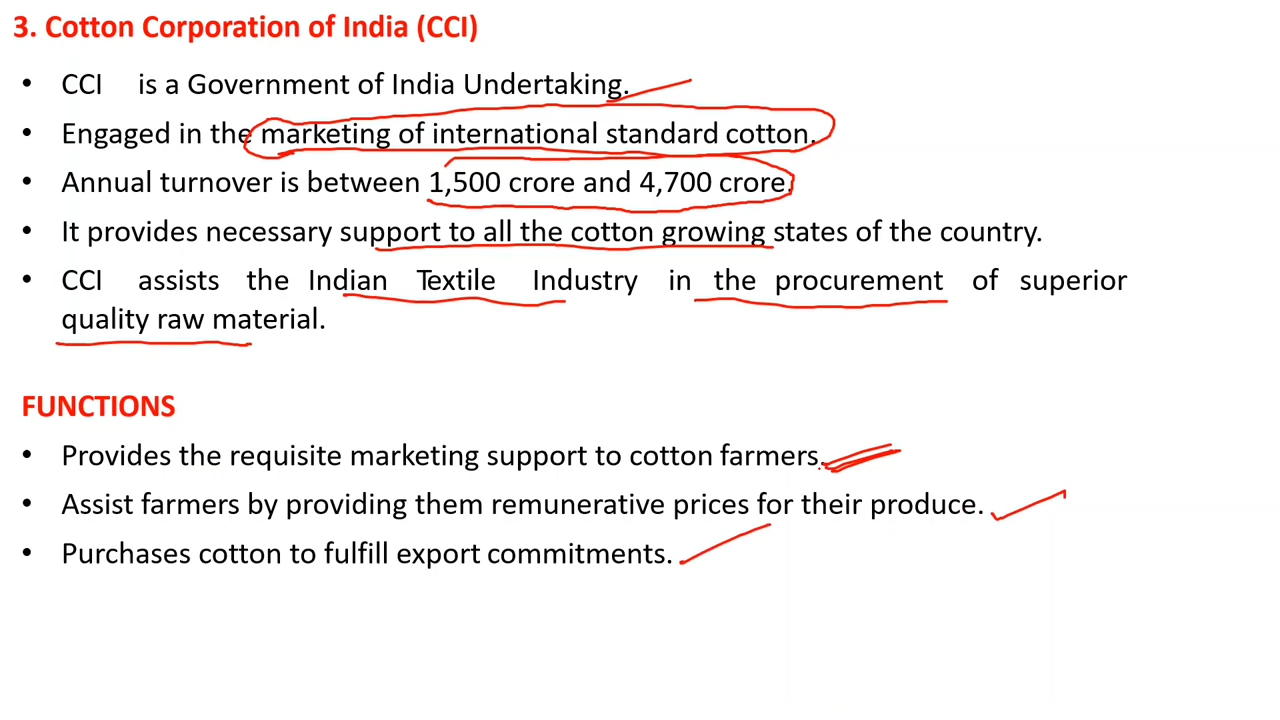 3. Cotton Corporation of India (CCI)
• CCI is a Government of India Undertaking.
• Engaged in the marketing of international standard cotton.
• Annual turnover is between 1,500 crore and 4,700 crore.
• It provides necessary support to all the cotton growing states of the country.
• CCI assists the Indian Textile Industry in the procurement of superior
quality raw material.
FUNCTIONS
• Provides the requisite marketing support to cotton farmers.
• Assist farmers by providing them remunerative prices for their produce.
• Purchases cotton to fulfill export commitments.